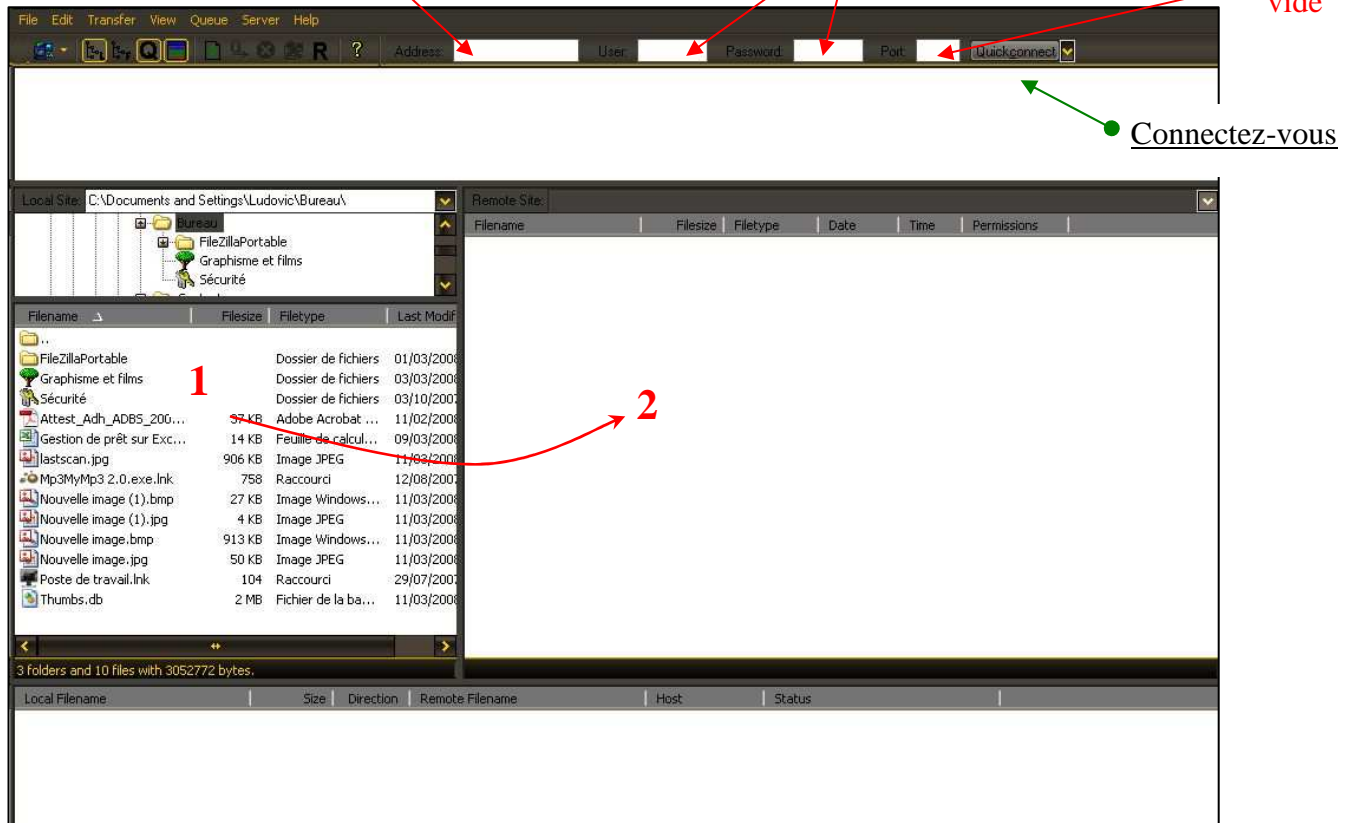 vide
File Edit Transfer View Queue Server Help
R ? Address: User: Password: Port: Quickconnect
Connectez-vous
Local Site: C:\Documents and Settings\Ludovic\Bureau\
Remote Site:
Bureau
FileZillaPortable
Graphisme et films
Sécurité
Filename Filesize Filetype Date Time Permissions
Filename Filesize Filetype Last Modif
..
FileZillaPortable Dossier de fichiers 01/03/2008
Graphisme et films Dossier de fichiers 03/03/2008
Sécurité Dossier de fichiers 03/10/2007
Attest_Adh_ADBS_200... 37 KB Adobe Acrobat ... 11/02/2008
Gestion de prêt sur Exc... 14 KB Feuille de calcul... 09/03/2008
lastscan.jpg 906 KB Image JPEG 11/03/2008
Mp3MyMp3 2.0.exe.lnk 758 Raccourci 12/08/2007
Nouvelle image (1).bmp 27 KB Image Windows... 11/03/2008
Nouvelle image (1).jpg 4 KB Image JPEG 11/03/2008
Nouvelle image.bmp 913 KB Image Windows... 11/03/2008
Nouvelle image.jpg 50 KB Image JPEG 11/03/2008
Poste de travail.lnk 104 Raccourci 29/07/2007
Thumbs.db 2 MB Fichier de la ba... 11/03/2008
1
2
3 folders and 10 files with 3052772 bytes.
Local Filename Size Direction Remote Filename Host Status